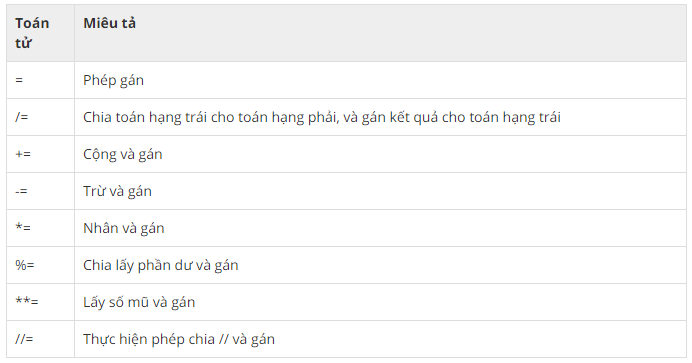 Toán tử Miêu tả
= Phép gán
/= Chia toán hạng trái cho toán hạng phải, và gán kết quả cho toán hạng trái
+= Cộng và gán
-= Trừ và gán
*= Nhân và gán
%= Chia lấy phần dư và gán
**= Lấy số mũ và gán
//= Thực hiện phép chia // và gán